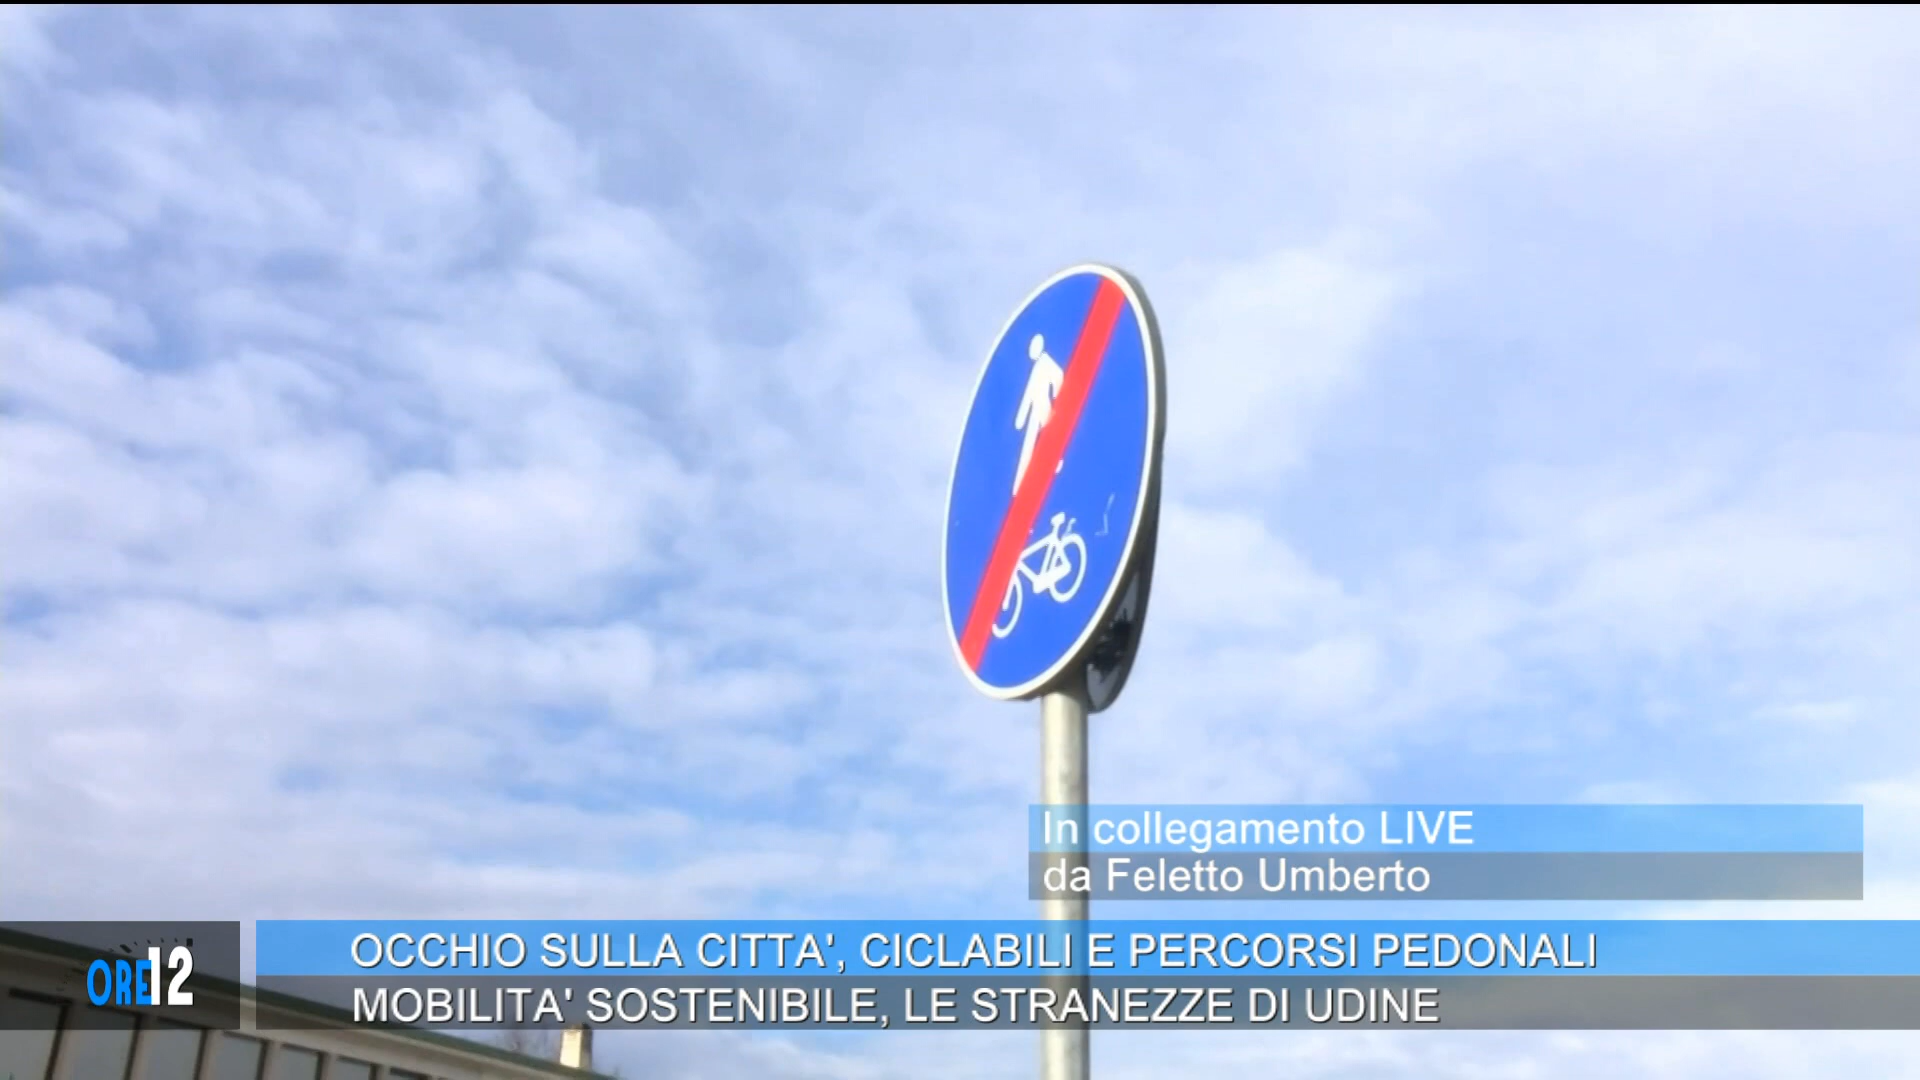 In collegamento LIVE
da Feletto Umberto
ORE12
OCCHIO SULLA CITTA', CICLABILI E PERCORSI PEDONALI
MOBILITA' SOSTENIBILE, LE STRANEZZE DI UDINE